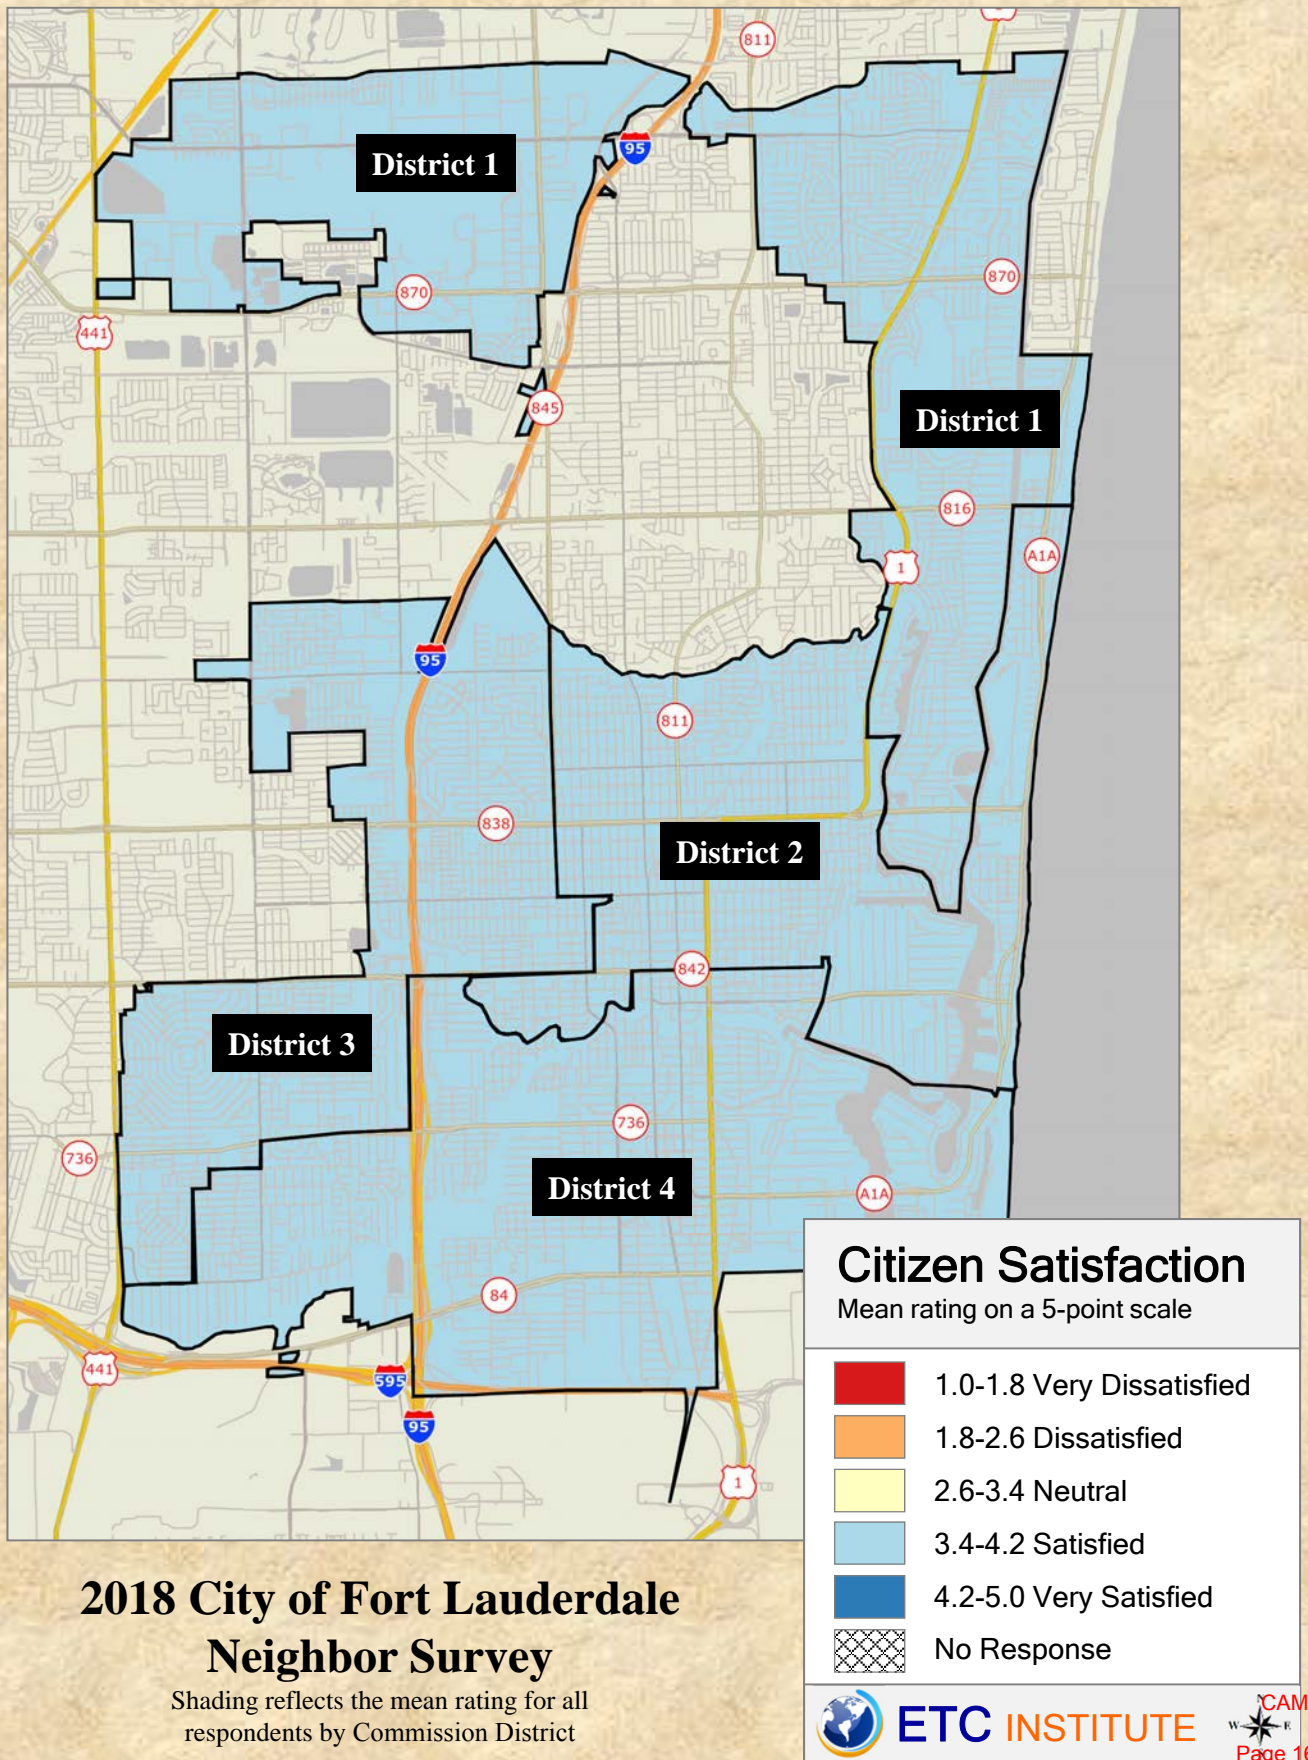 811
District 1
95
870
870
441
845
District 1
816
A1A
1
95
811
838
District 2
842
District 3
736
736
District 4
A1A
84
441
595
95
1
Citizen Satisfaction
Mean rating on a 5-point scale
1.0-1.8 Very Dissatisfied
1.8-2.6 Dissatisfied
2.6-3.4 Neutral
3.4-4.2 Satisfied
4.2-5.0 Very Satisfied
No Response
2018 City of Fort Lauderdale
Neighbor Survey
Shading reflects the mean rating for all
respondents by Commission District
ETC INSTITUTE
W E
CAM
Page 16